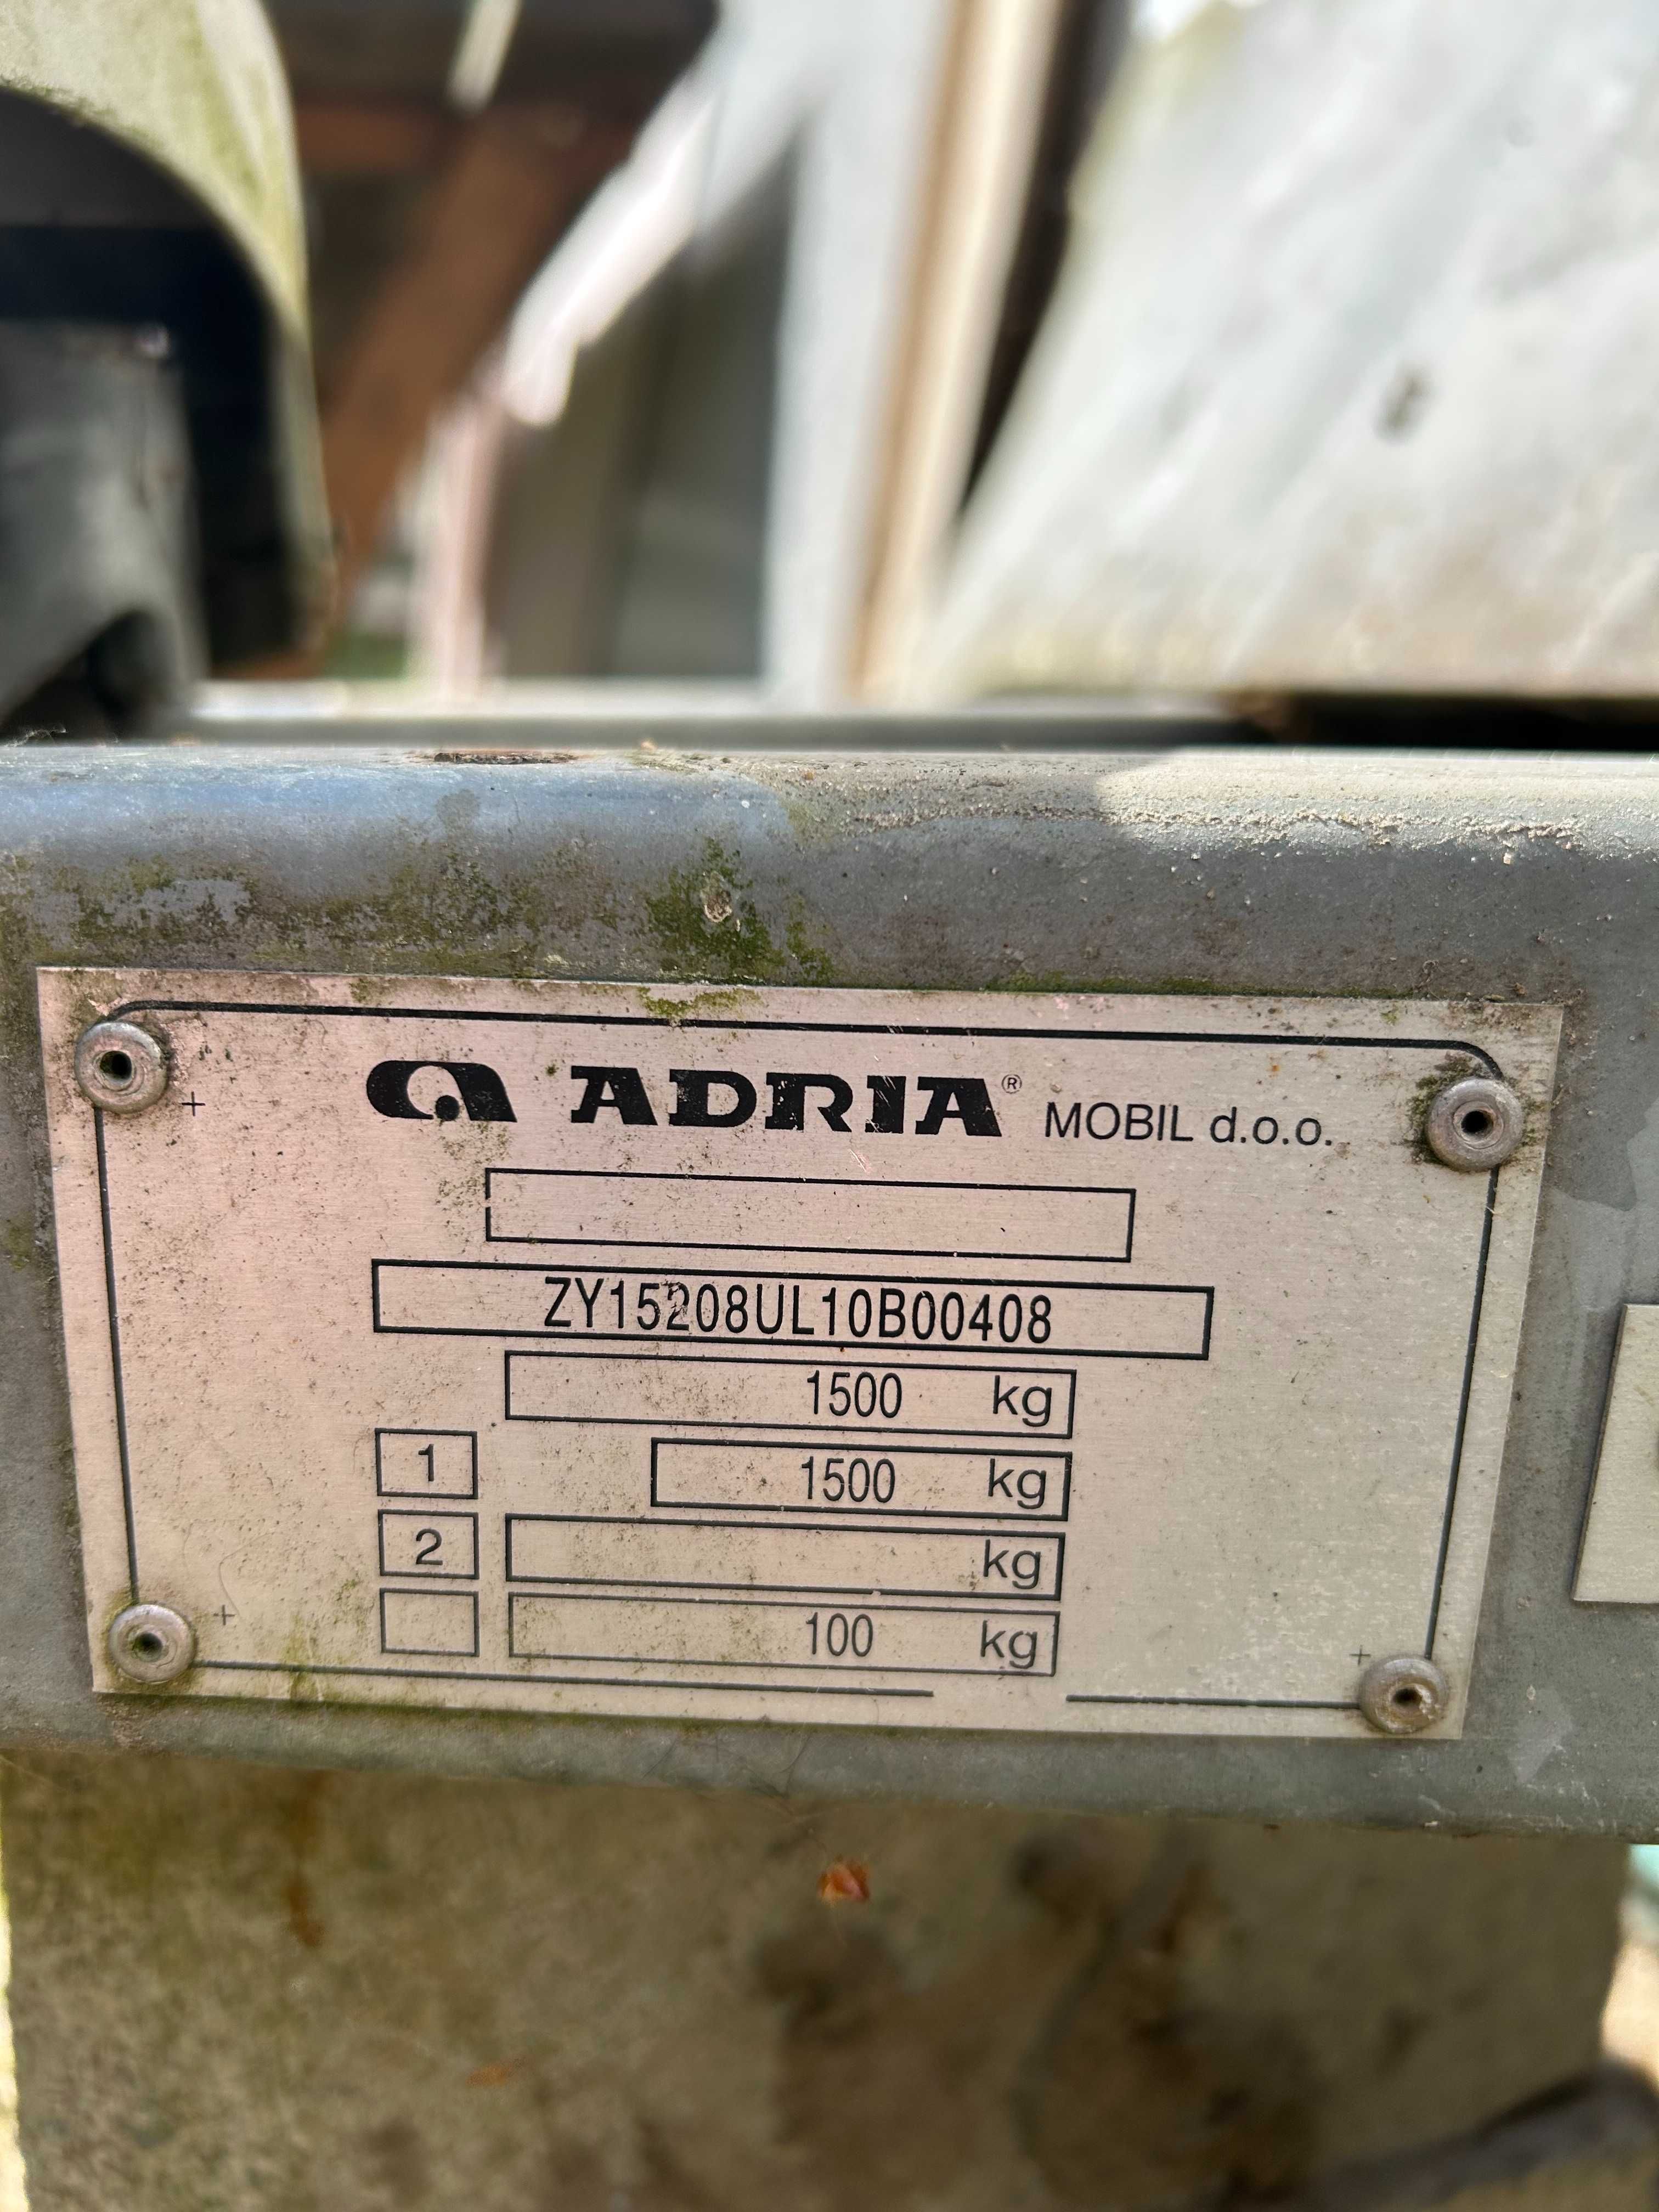 ADRIA® MOBIL d.o.o.
ZY15208UL10B00408
1500 kg
1 1500 kg
2 kg
100 kg